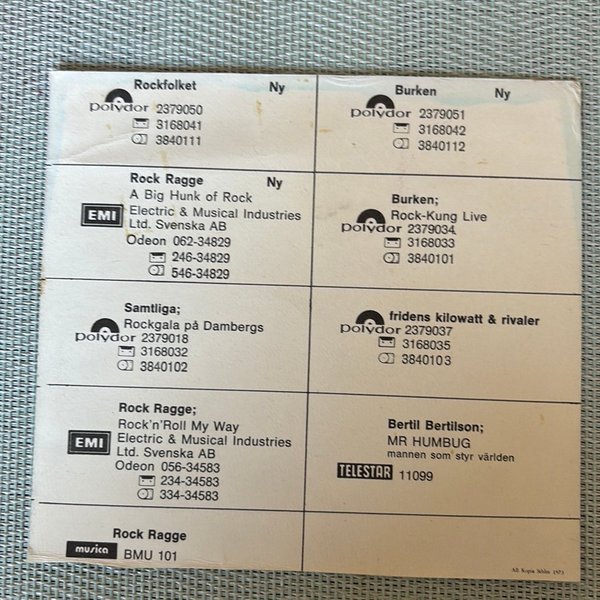 Rockfolket Ny
polydor 2379050
3168041
3840111
Burken Ny
polydor 2379051
3168042
3840112
Rock Ragge Ny
A Big Hunk of Rock
EMI Electric & Musical Industries
Ltd. Svenska AB
Odeon 062-34829
246-34829
546-34829
Burken;
Rock-Kung Live
polydor 2379034
3168033
3840101
Samtliga;
Rockgala på Dambergs
polydor 2379018
3168032
3840102
fridens kilowatt & rivaler
polydor 2379037
3168035
3840103
Rock Ragge;
Rock'n'Roll My Way
EMI Electric & Musical Industries
Ltd. Svenska AB
Odeon 056-34583
234-34583
334-34583
Bertil Bertilson;
MR HUMBUG
mannen som styr världen
TELESTAR 11099
Rock Ragge
musica BMU 101
1973